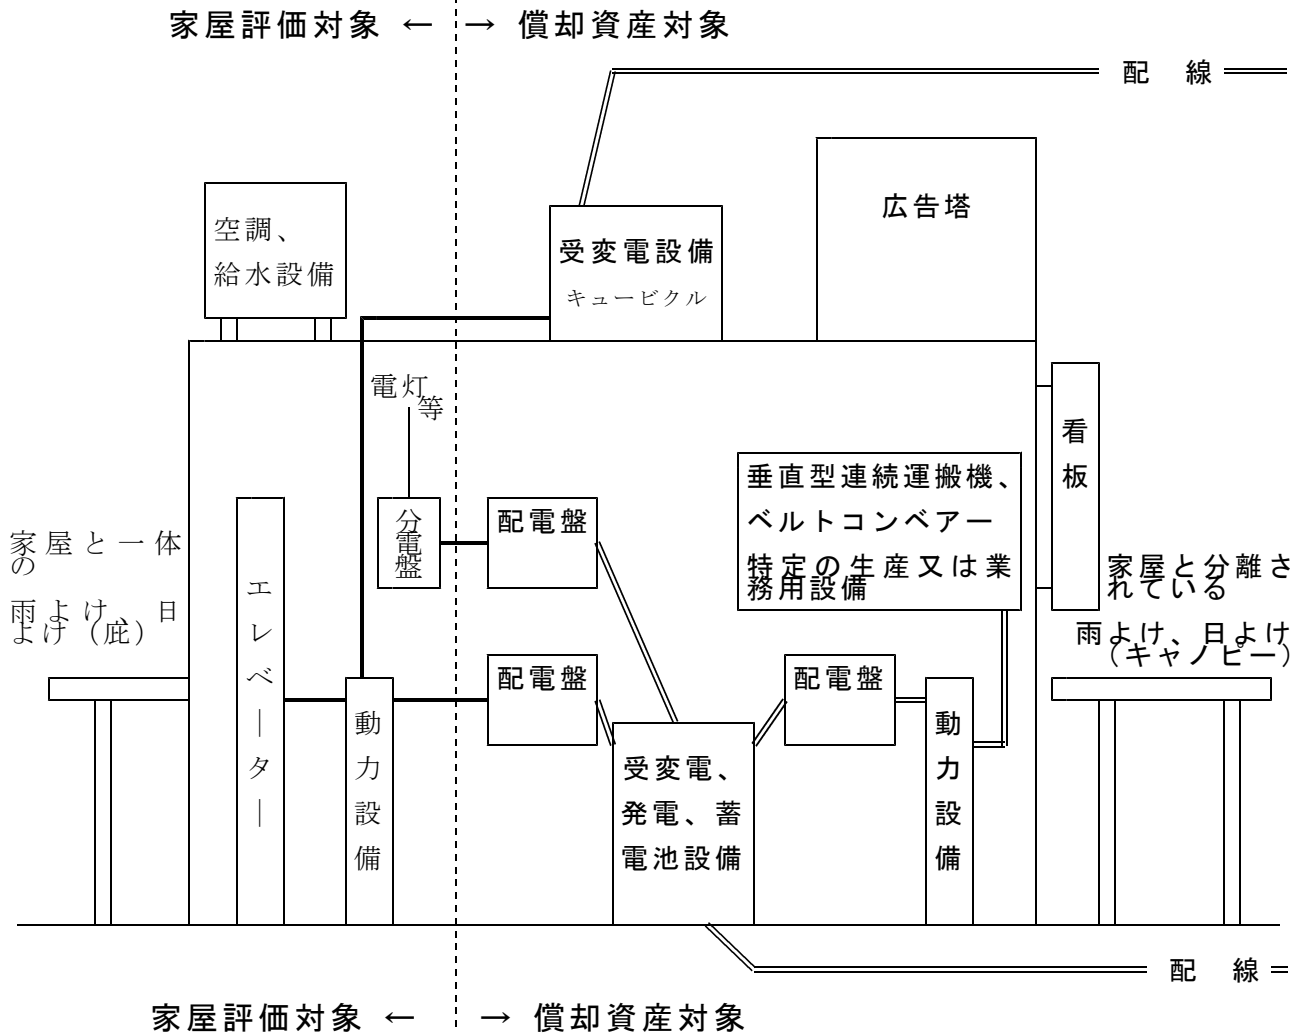 家屋評価対象 ← → 償却資産対象
配 線
広告塔
空調、
給水設備
受変電設備
キュービクル
電灯
等
看
板
垂直型連続運搬機、
ベルトコンベアー
特定の生産又は業
務用設備
分
電
盤
配電盤
家屋と一体
の
雨よけ、日
よけ（庇）
家屋と分離さ
れている
雨よけ、日よけ
（キャノピー）
エ
レ
ベ
｜
タ
｜
配電盤
配電盤
動
力
設
備
受変電、
発電、蓄
電池設備
動
力
設
備
配 線
家屋評価対象 ← → 償却資産対象